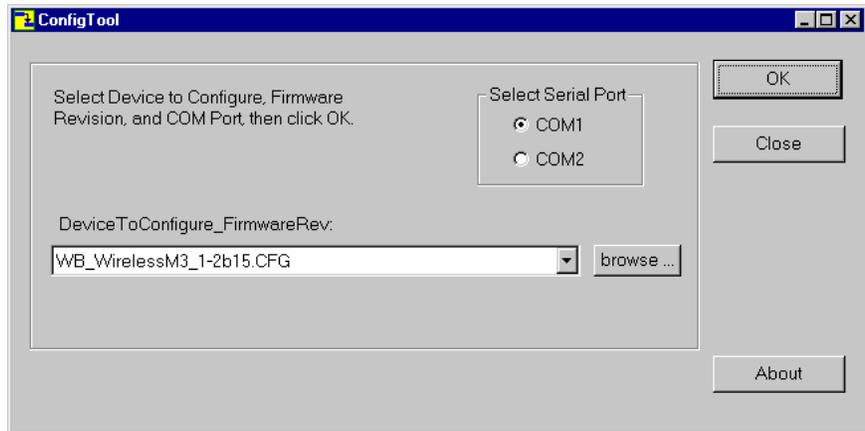 ConfigTool
Select Device to Configure, Firmware
Revision, and COM Port, then click OK.
Select Serial Port
COM1
COM2
OK
Close
DeviceToConfigure_FirmwareRev:
WB_WirelessM3_1-2b15.CFG
browse ...
About